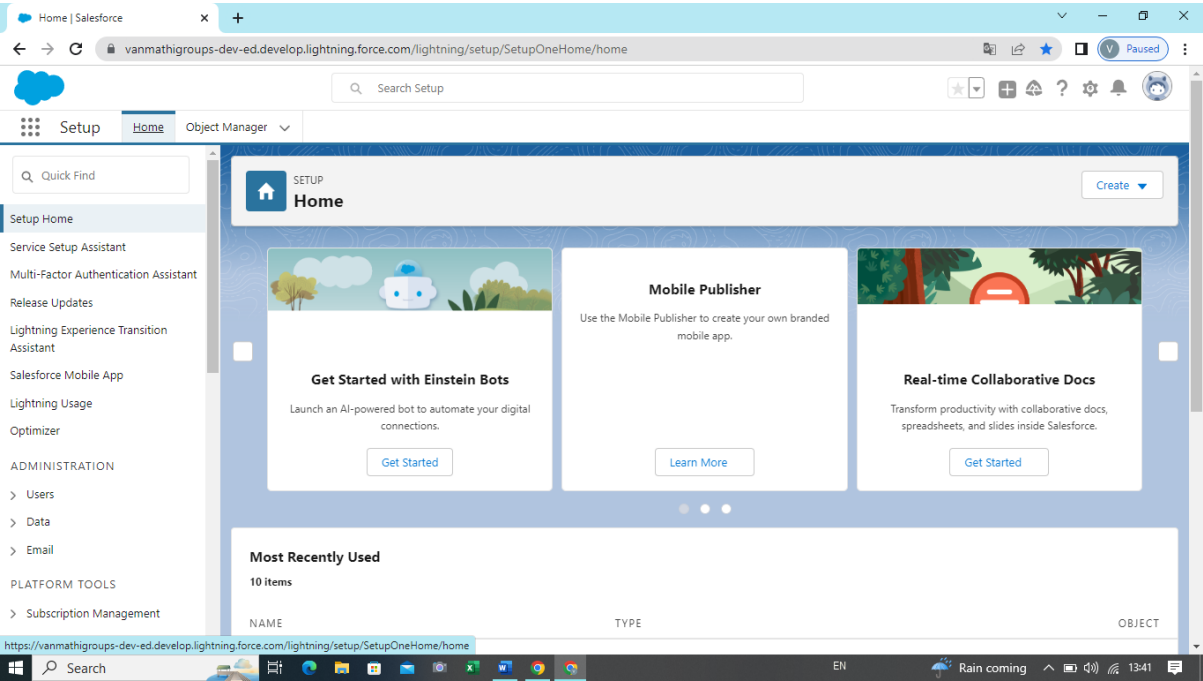 Home | Salesforce
vanmathigroups-dev-ed.develop.lightning.force.com/lightning/setup/SetupOneHome/home
V Paused
Search Setup
Setup Home Object Manager
Quick Find
Setup Home
Service Setup Assistant
Multi-Factor Authentication Assistant
Release Updates
Lightning Experience Transition
Assistant
Salesforce Mobile App
Lightning Usage
Optimizer
ADMINISTRATION
Users
Data
Email
PLATFORM TOOLS
Subscription Management
SETUP
Home
Create
Get Started with Einstein Bots
Launch an AI-powered bot to automate your digital
connections.
Get Started
Mobile Publisher
Use the Mobile Publisher to create your own branded
mobile app.
Learn More
Real-time Collaborative Docs
Transform productivity with collaborative docs,
spreadsheets, and slides inside Salesforce.
Get Started
Most Recently Used
10 items
NAME TYPE OBJECT
https://vanmathigroups-dev-ed.develop.lightning.force.com/lightning/setup/SetupOneHome/home
Search
EN
Rain coming
13:41